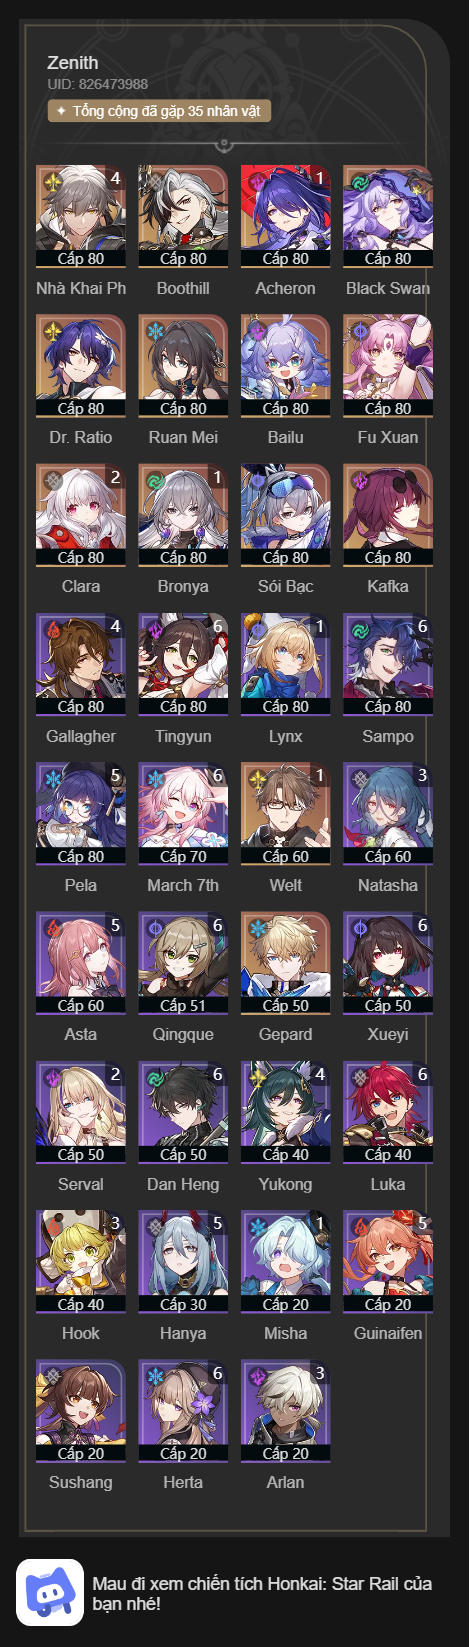 Zenith
UID: 826473988
Tổng cộng đã gặp 35 nhân vật
4 1
Cấp 80 Cấp 80 Cấp 80 Cấp 80
Nhà Khai Ph Boothill Acheron Black Swan
Cấp 80 Cấp 80 Cấp 80 Cấp 80
Dr. Ratio Ruan Mei Bailu Fu Xuan
2 1
Cấp 80 Cấp 80 Cấp 80 Cấp 80
Clara Bronya Sói Bạc Kafka
4 6 1 6
Cấp 80 Cấp 80 Cấp 80 Cấp 80
Gallagher Tingyun Lynx Sampo
5 6 1 3
Cấp 80 Cấp 70 Cấp 60 Cấp 60
Pela March 7th Welt Natasha
5 6 6
Cấp 60 Cấp 51 Cấp 50 Cấp 50
Asta Qingque Gepard Xueyi
2 6 4 6
Cấp 50 Cấp 50 Cấp 40 Cấp 40
Serval Dan Heng Yukong Luka
3 5 1 5
Cấp 40 Cấp 30 Cấp 20 Cấp 20
Hook Hanya Misha Guinaifen
6 3
Cấp 20 Cấp 20 Cấp 20
Sushang Herta Arlan
Mau đi xem chiến tích Honkai: Star Rail của
bạn nhé!